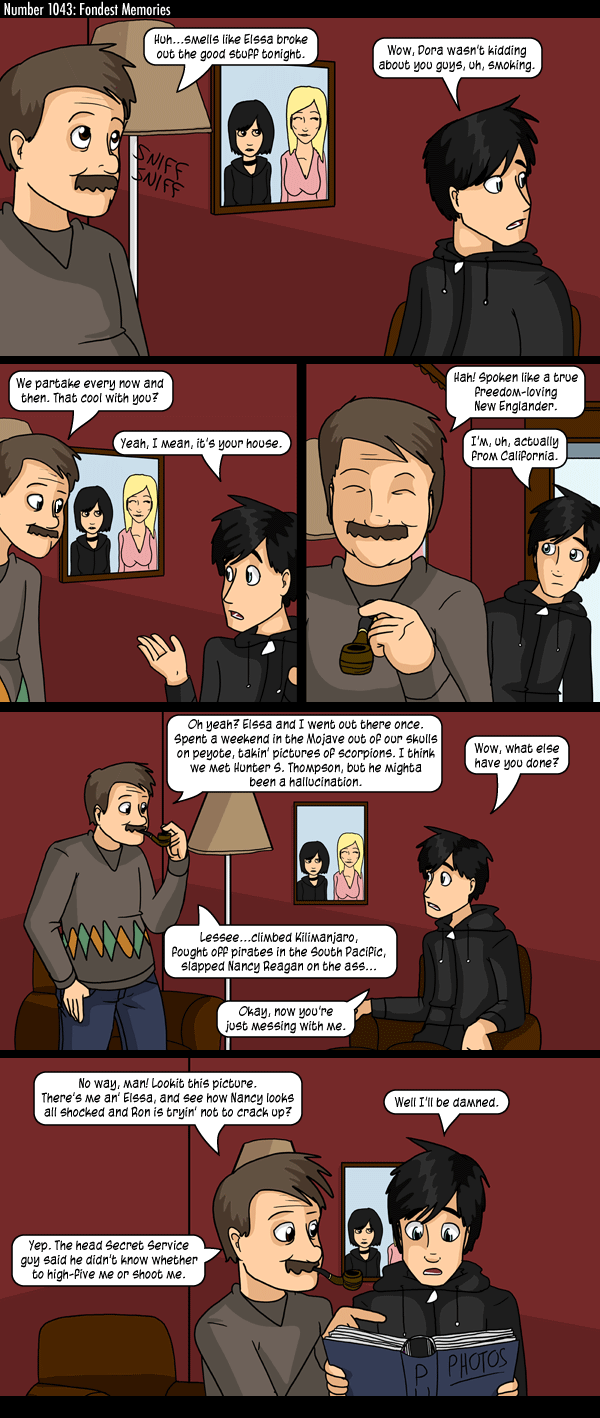 Number 1043: Fondest Memories
Huh...smells like Elssa broke
out the good stuff tonight.
Wow, Dora wasn't kidding
about you guys, uh, smoking.
SNIFF
SNIFF
We partake every now and
then. That cool with you?
Yeah, I mean, it's your house.
Hah! Spoken like a true
freedom-loving
New Englander.
I'm, uh, actually
from California.
Oh yeah? Elssa and I went out there once.
Spent a weekend in the Mojave out of our skulls
on peyote, takin' pictures of scorpions. I think
we met Hunter S. Thompson, but he mighta
been a hallucination.
Wow, what else
have you done?
Lessee...climbed Kilimanjaro,
fought off pirates in the South Pacific,
slapped Nancy Reagan on the ass...
Okay, now you're
just messing with me.
No way, man! Lookit this picture.
There's me an' Elssa, and see how Nancy looks
all shocked and Ron is tryin' not to crack up?
Well I'll be damned.
Yep. The head Secret Service
guy said he didn't know whether
to high-five me or shoot me.
PHOTOS